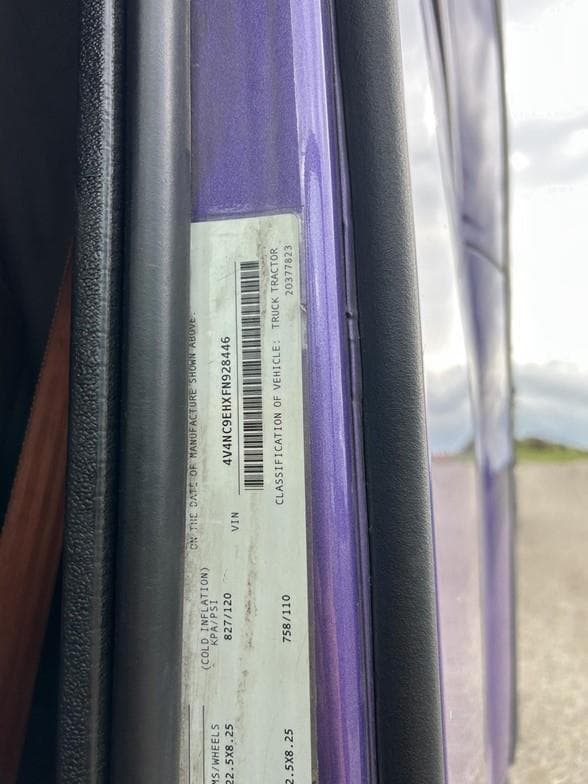 ON THE DATE OF MANUFACTURE SHOWN ABOVE.
(COLD INFLATION)
KPA/PSI
MS/WHEELS
22.5X8.25 827/120
VIN 4V4NC9EHXFN928446
2.5X8.25 758/110
CLASSIFICATION OF VEHICLE: TRUCK TRACTOR
20377823